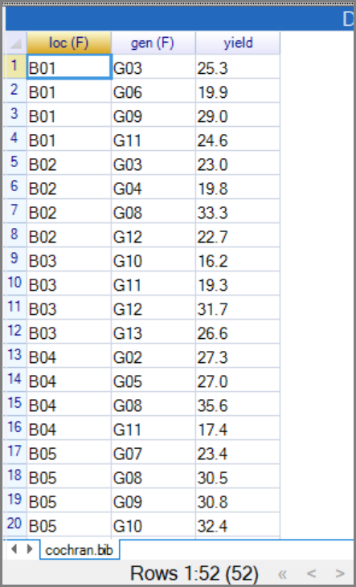 D
loc (F) gen (F) yield
1 B01 G03 25.3
2 B01 G06 19.9
3 B01 G09 29.0
4 B01 G11 24.6
5 B02 G03 23.0
6 B02 G04 19.8
7 B02 G08 33.3
8 B02 G12 22.7
9 B03 G10 16.2
10 B03 G11 19.3
11 B03 G12 31.7
12 B03 G13 26.6
13 B04 G02 27.3
14 B04 G05 27.0
15 B04 G08 35.6
16 B04 G11 17.4
17 B05 G07 23.4
18 B05 G08 30.5
19 B05 G09 30.8
20 B05 G10 32.4
cochran.bib
Rows 1:52 (52) « < >